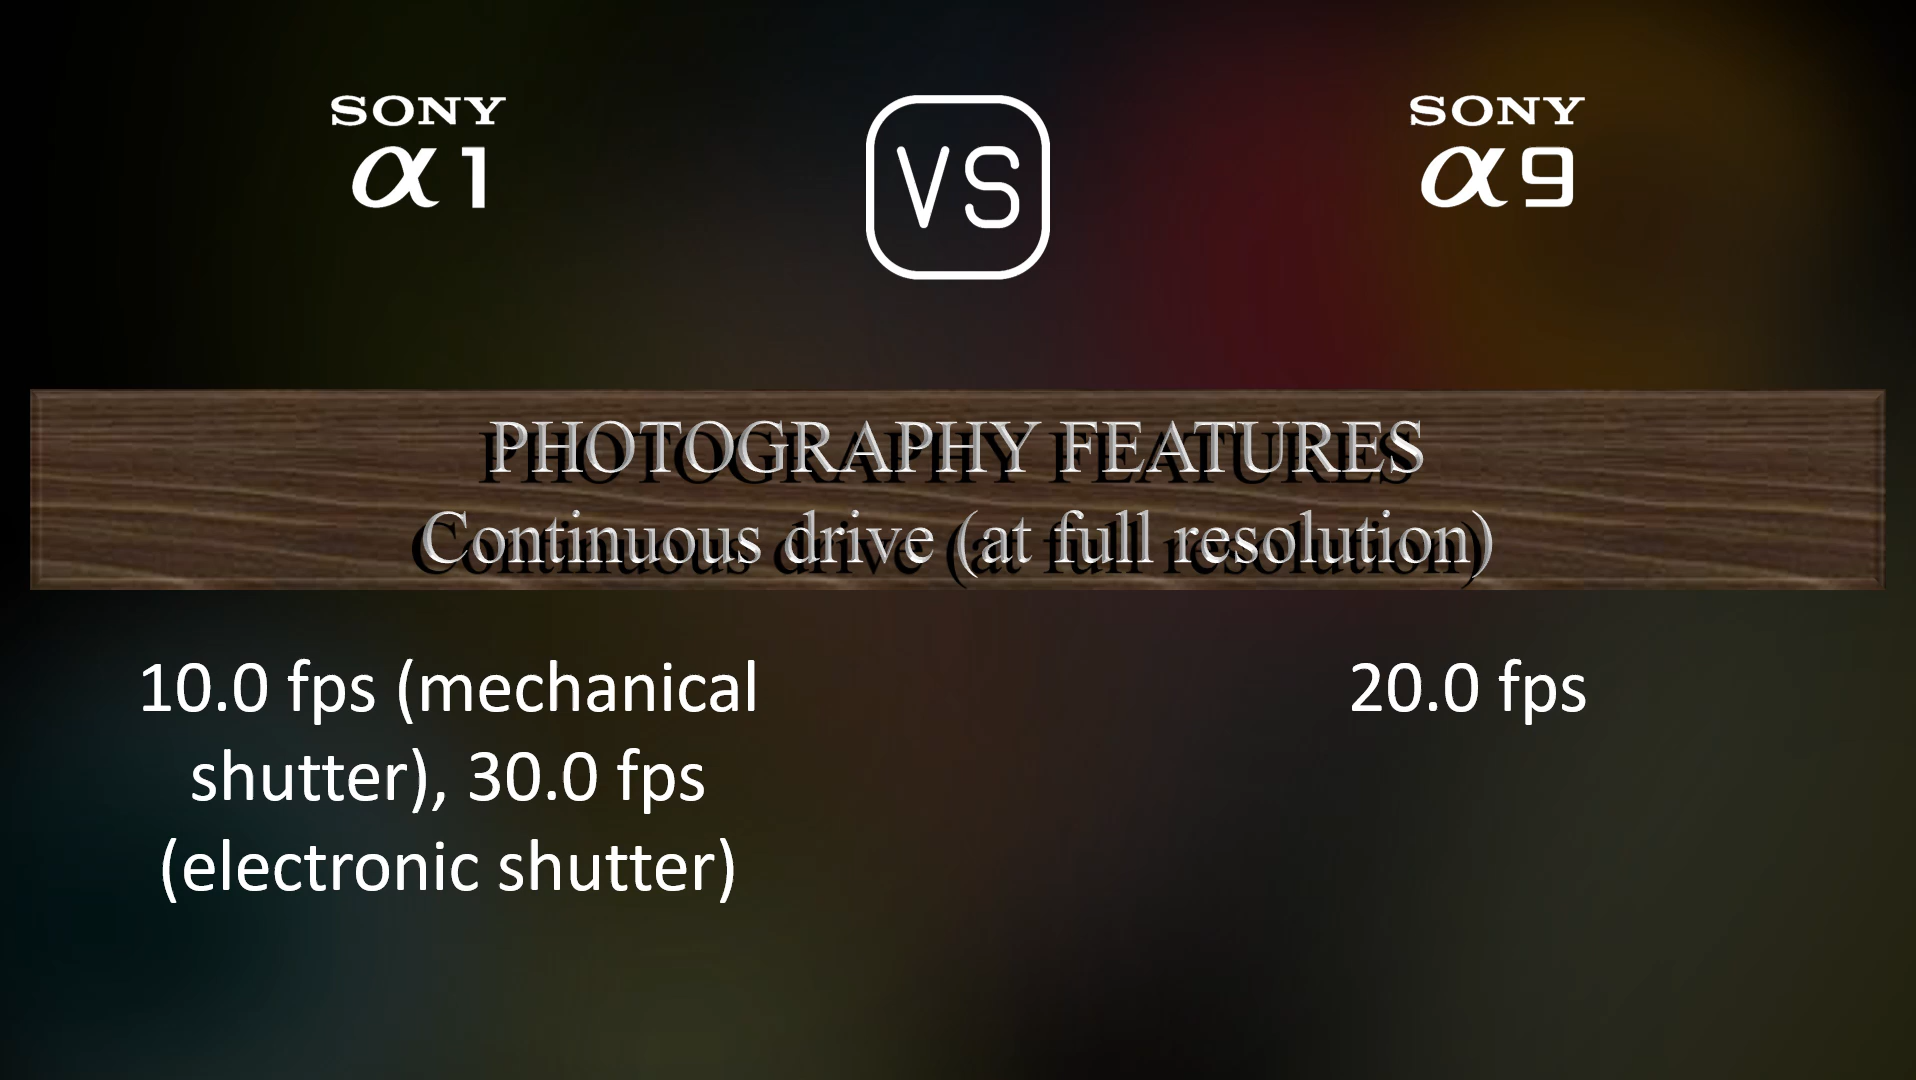 SONY
α1
VS
SONY
α9
PHOTOGRAPHY FEATURES
Continuous drive (at full resolution)
10.0 fps (mechanical
shutter), 30.0 fps
(electronic shutter)
20.0 fps